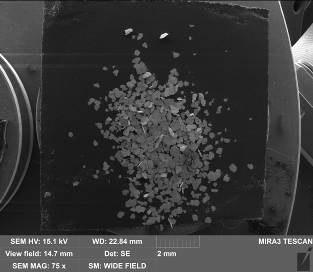 SEM HV: 15.1 kV WD: 22.84 mm MIRA3 TESCAN
View field: 14.7 mm Det: SE 2 mm
SEM MAG: 75 x SM: WIDE FIELD